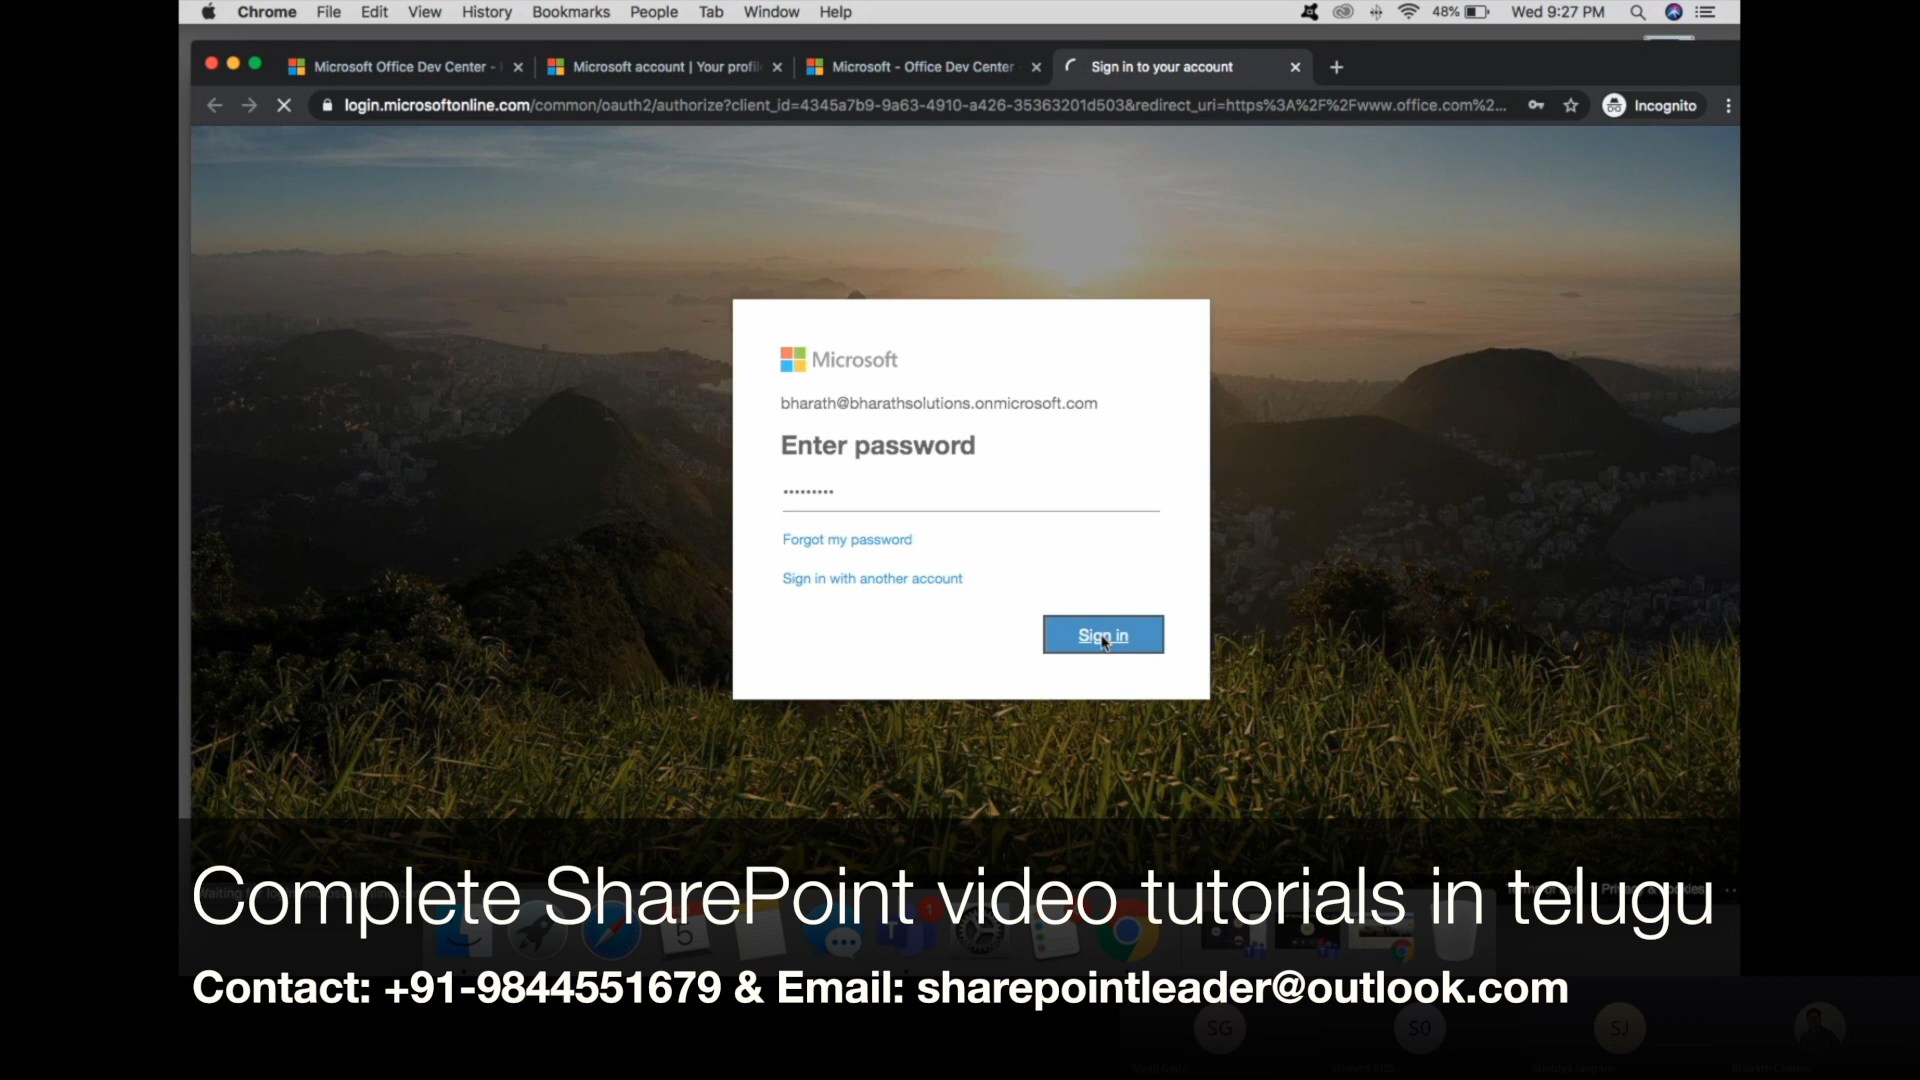 Chrome File Edit View History Bookmarks People Tab Window Help 48% Wed 9:27 PM
Microsoft Office Dev Center - Microsoft account | Your profil Microsoft - Office Dev Center Sign in to your account
login.microsoftonline.com/common/oauth2/authorize?client_id=4345a7b9-9a63-4910-a426-35363201d503&redirect_uri=https%3A%2F%2Fwww.office.com%2... Incognito
Microsoft
bharath@bharathsolutions.onmicrosoft.com
Enter password
Forgot my password
Sign in with another account
Sign in
Complete SharePoint video tutorials in telugu
Contact: +91-9844551679 & Email: sharepointleader@outlook.com
SG SO SJ